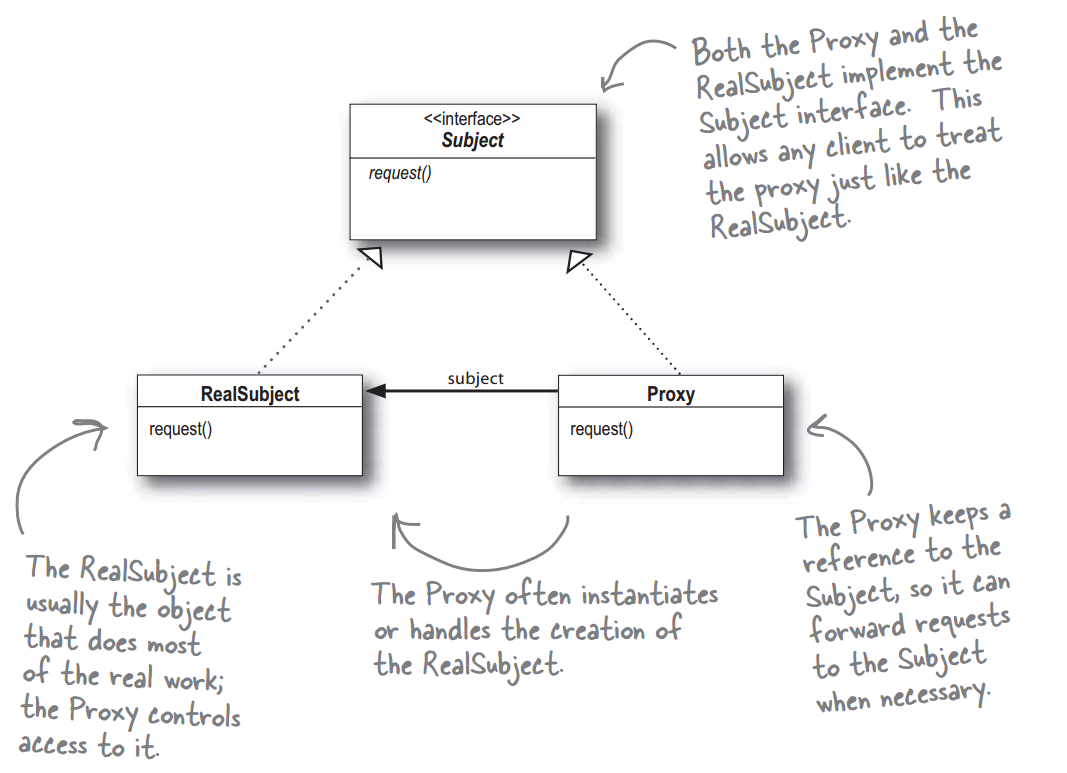 Both the Proxy and the
RealSubject implement the
Subject interface. This
allows any client to treat
the proxy just like the
RealSubject.
<<interface>>
Subject
request()
RealSubject
request()
subject
Proxy
request()
The RealSubject is
usually the object
that does most
of the real work;
the Proxy controls
access to it.
The Proxy often instantiates
or handles the creation of
the RealSubject.
The Proxy keeps a
reference to the
Subject, so it can
forward requests
to the Subject
when necessary.